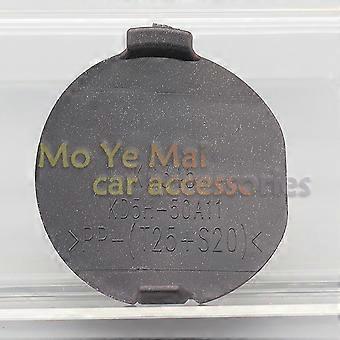 Mo Ye Mai
car accessories
KD5H-50A11
>PP-(T25+S20)<